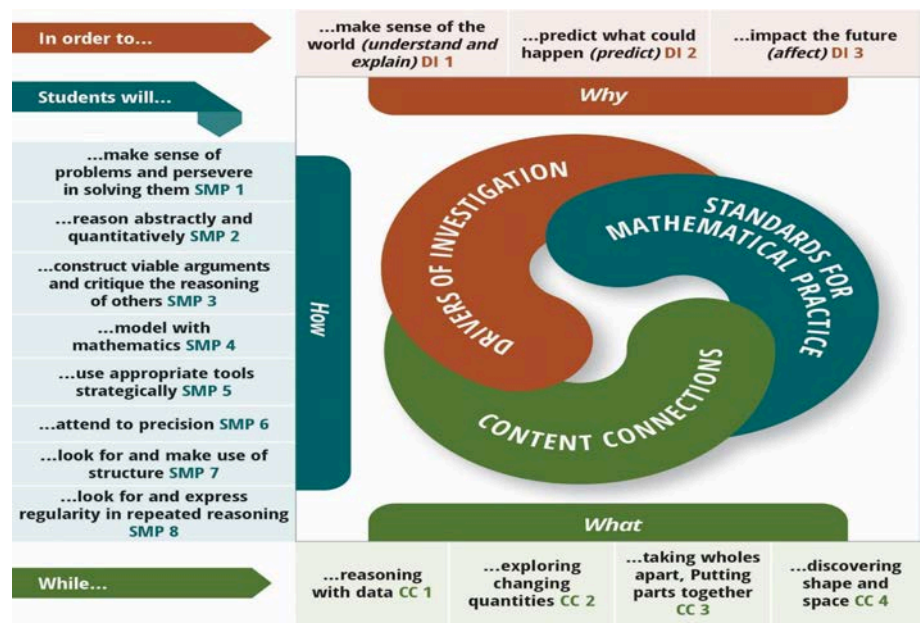 In order to...
...make sense of the
world (understand and
explain) DI 1
...predict what could
happen (predict) DI 2
...impact the future
(affect) DI 3
Students will...
Why
...make sense of
problems and persevere
in solving them SMP 1
...reason abstractly and
quantitatively SMP 2
...construct viable arguments
and critique the reasoning
of others SMP 3
...model with
mathematics SMP 4
...use appropriate tools
strategically SMP 5
...attend to precision SMP 6
...look for and make use of
structure SMP 7
...look for and express
regularity in repeated reasoning
SMP 8
How
DRIVERS OF INVESTIGATION
STANDARDS FOR
MATHEMATICAL PRACTICE
CONTENT CONNECTIONS
What
While...
...reasoning
with data CC 1
...exploring
changing
quantities CC 2
...taking wholes
apart, Putting
parts together
CC 3
...discovering
shape and
space CC 4